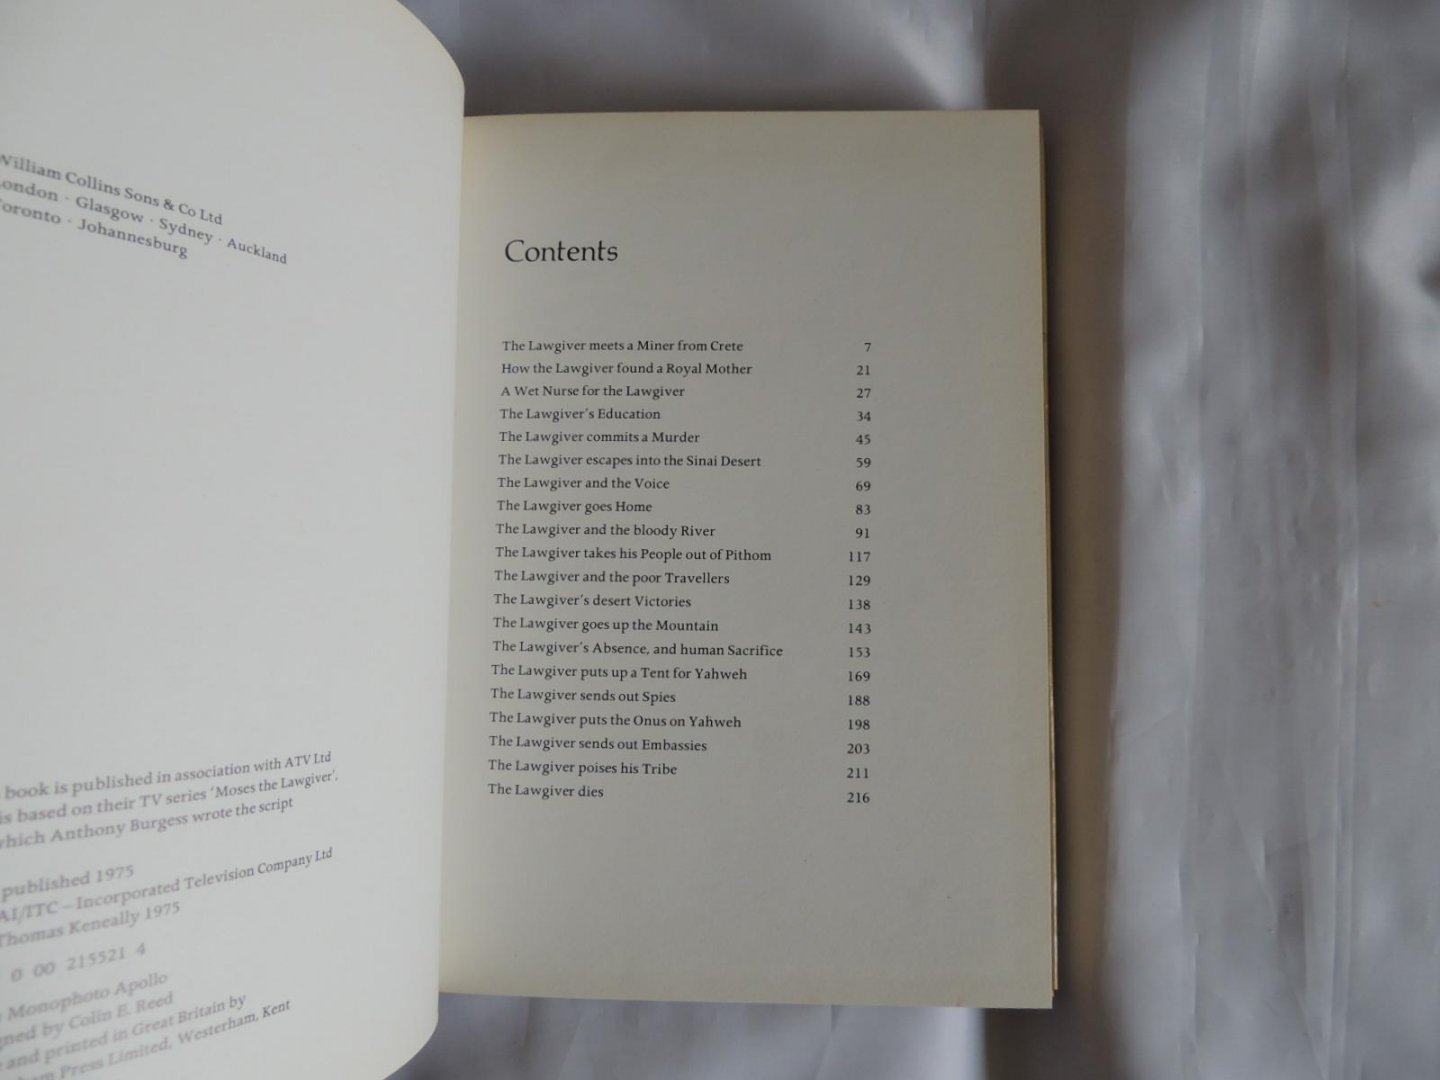 William Collins Sons & Co Ltd
London · Glasgow · Sydney · Auckland
Toronto · Johannesburg
book is published in association with ATV Ltd
is based on their TV series ‘Moses the Lawgiver’,
which Anthony Burgess wrote the script
published 1975
AI/ITC – Incorporated Television Company Ltd
Thomas Keneally 1975
0 00 215521 4
Monophoto Apollo
by Colin E. Reed
and printed in Great Britain by
Press Limited, Westerham, Kent
Contents
The Lawgiver meets a Miner from Crete 7
How the Lawgiver found a Royal Mother 21
A Wet Nurse for the Lawgiver 27
The Lawgiver’s Education 34
The Lawgiver commits a Murder 45
The Lawgiver escapes into the Sinai Desert 59
The Lawgiver and the Voice 69
The Lawgiver goes Home 83
The Lawgiver and the bloody River 91
The Lawgiver takes his People out of Pithom 117
The Lawgiver and the poor Travellers 129
The Lawgiver’s desert Victories 138
The Lawgiver goes up the Mountain 143
The Lawgiver’s Absence, and human Sacrifice 153
The Lawgiver puts up a Tent for Yahweh 169
The Lawgiver sends out Spies 188
The Lawgiver puts the Onus on Yahweh 198
The Lawgiver sends out Embassies 203
The Lawgiver poises his Tribe 211
The Lawgiver dies 216